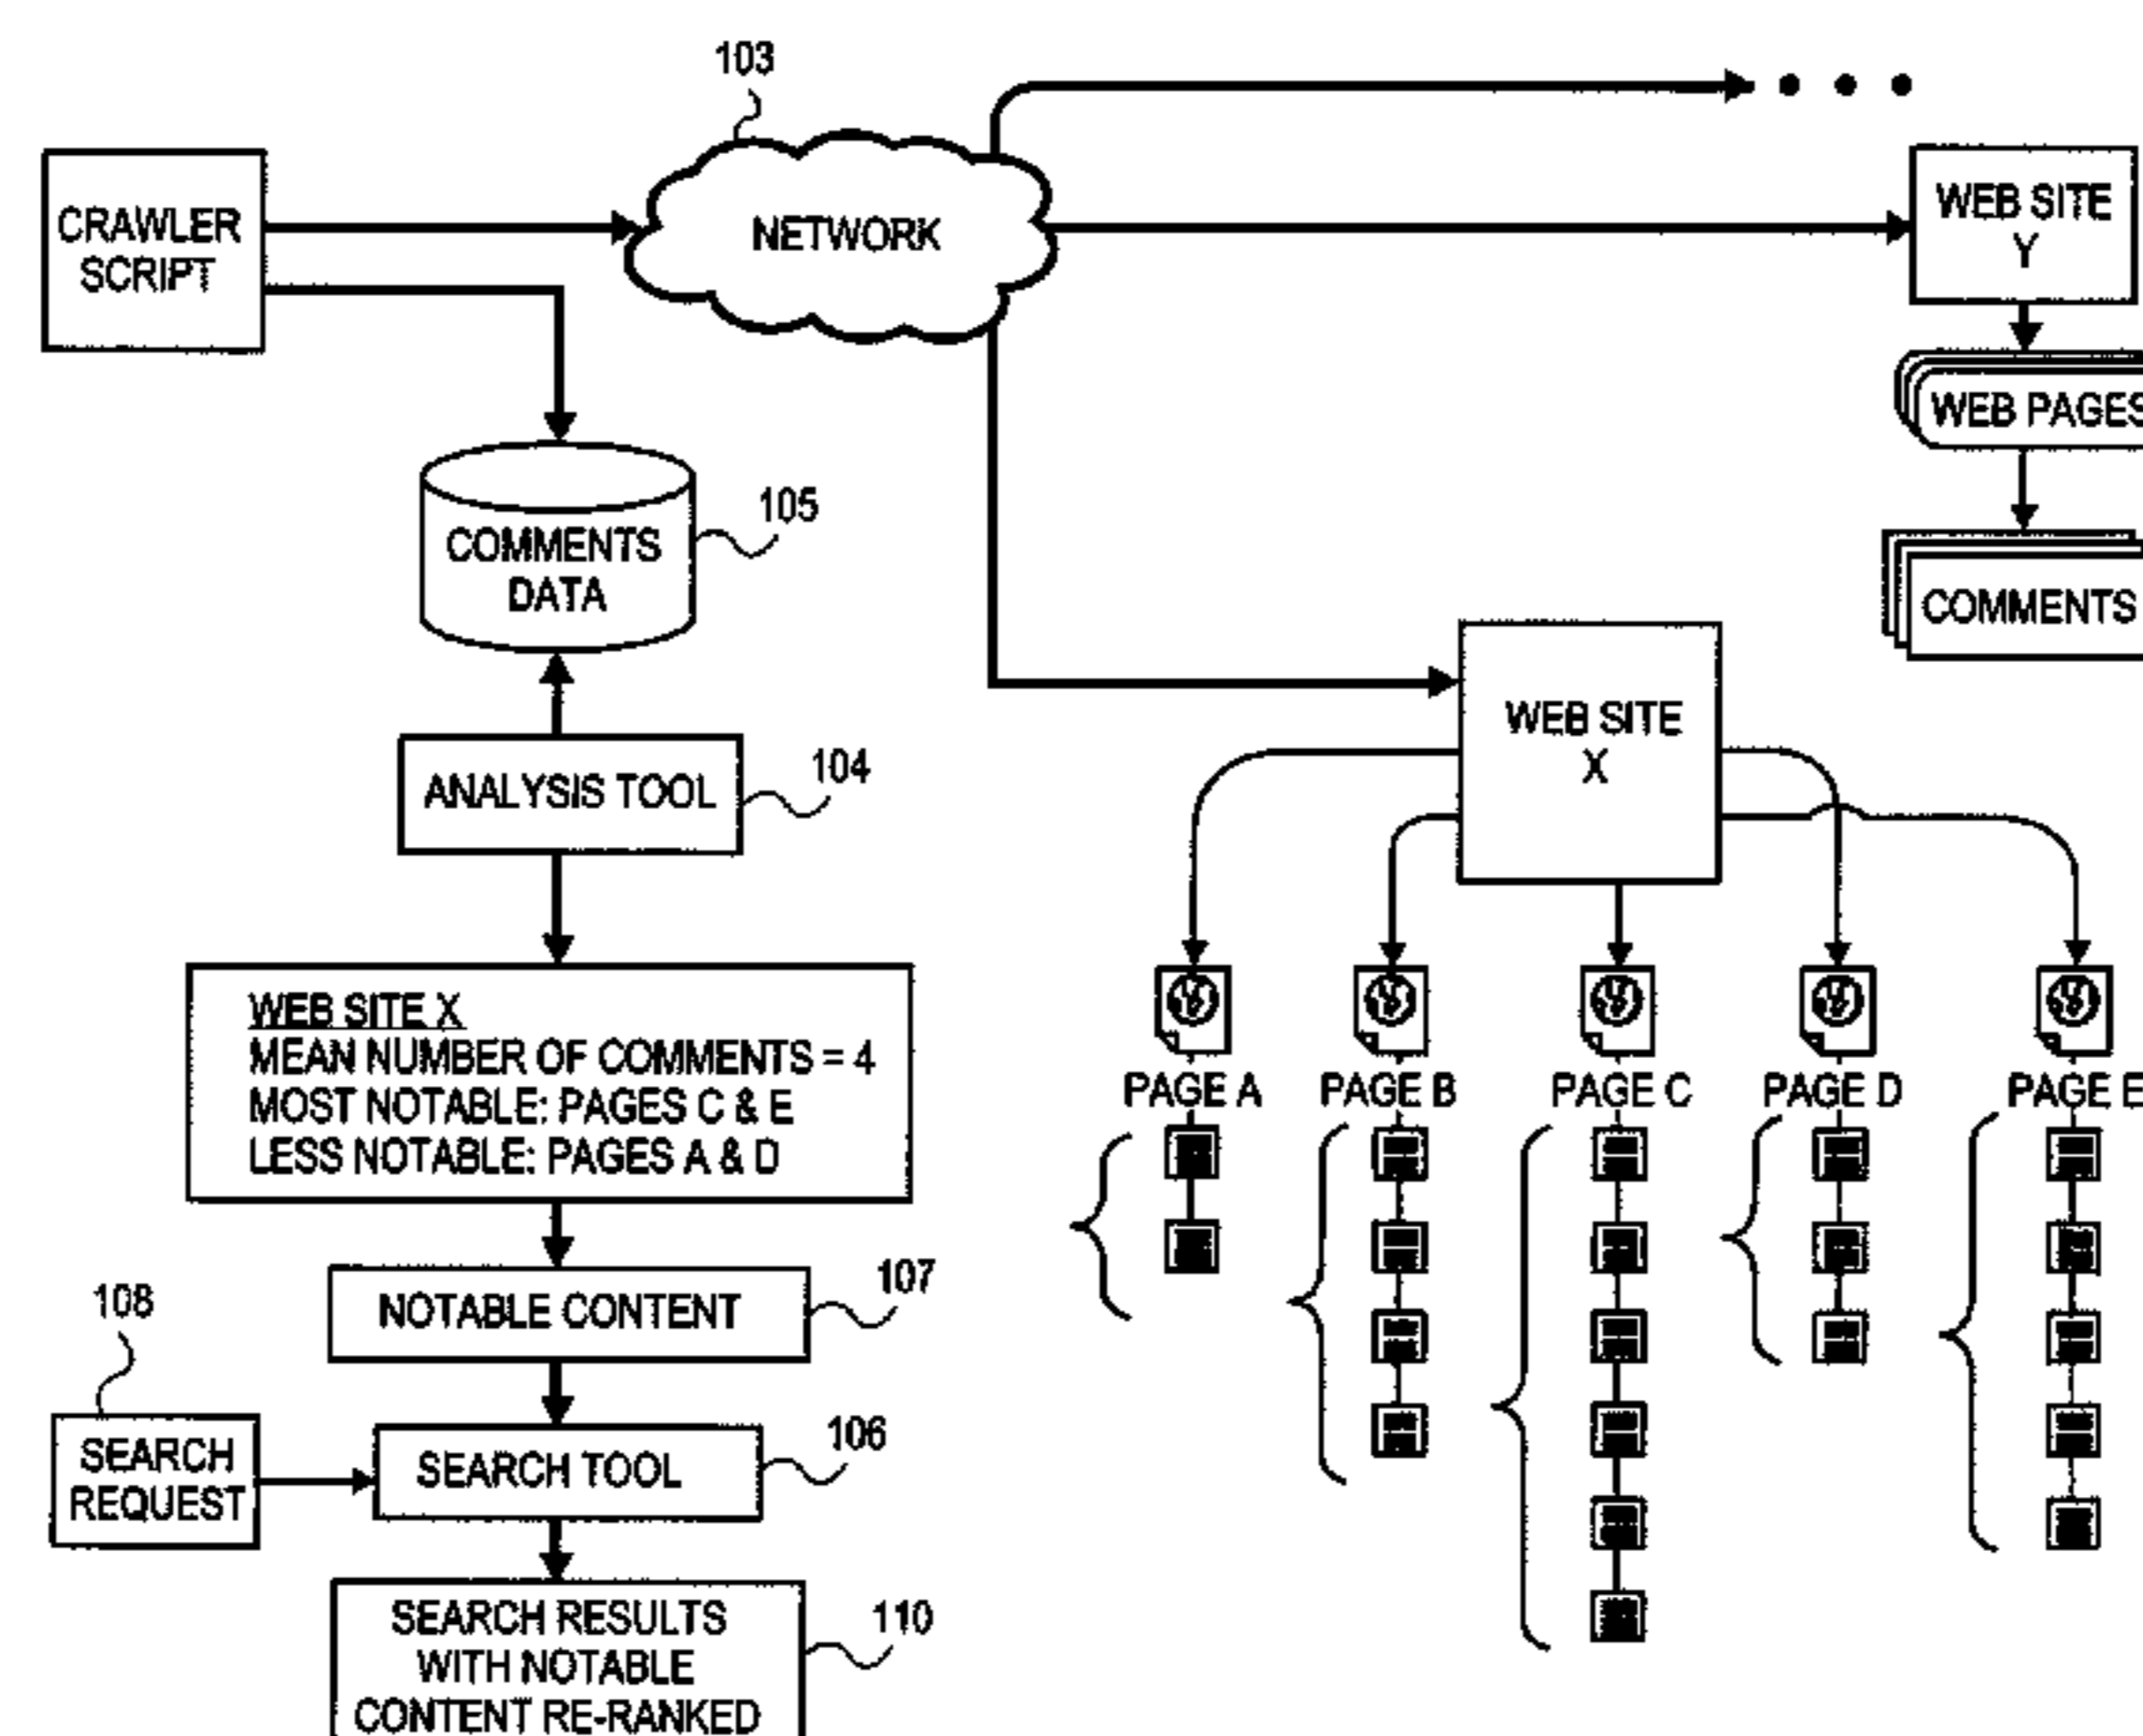 103
CRAWLER
SCRIPT
NETWORK
WEB SITE
Y
WEB PAGES
COMMENTS
COMMENTS
DATA
105
ANALYSIS TOOL
104
WEB SITE
X
WEB SITE X
MEAN NUMBER OF COMMENTS = 4
MOST NOTABLE: PAGES C & E
LESS NOTABLE: PAGES A & D
PAGE A
PAGE B
PAGE C
PAGE D
PAGE E
NOTABLE CONTENT
107
108
SEARCH
REQUEST
SEARCH TOOL
106
SEARCH RESULTS
WITH NOTABLE
CONTENT RE-RANKED
110